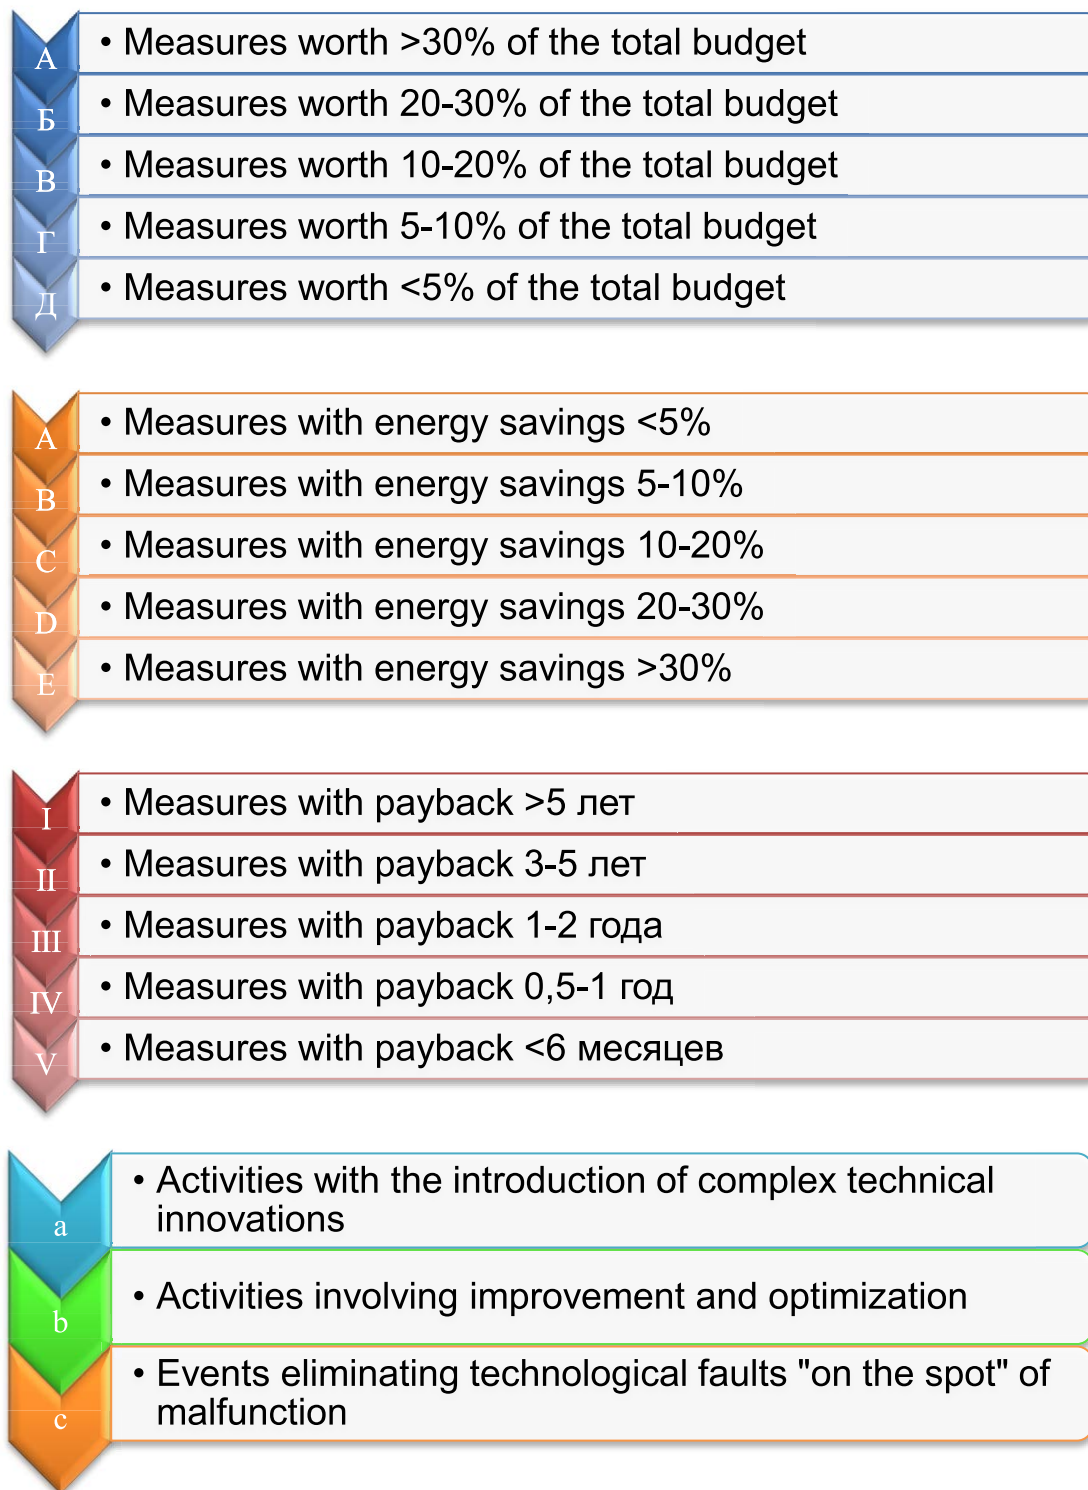 А • Measures worth >30% of the total budget
Б • Measures worth 20-30% of the total budget
В • Measures worth 10-20% of the total budget
Г • Measures worth 5-10% of the total budget
Д • Measures worth <5% of the total budget
A • Measures with energy savings <5%
B • Measures with energy savings 5-10%
C • Measures with energy savings 10-20%
D • Measures with energy savings 20-30%
E • Measures with energy savings >30%
I • Measures with payback >5 лет
II • Measures with payback 3-5 лет
III • Measures with payback 1-2 года
IV • Measures with payback 0,5-1 год
V • Measures with payback <6 месяцев
a • Activities with the introduction of complex technical
innovations
b • Activities involving improvement and optimization
c • Events eliminating technological faults "on the spot" of
malfunction